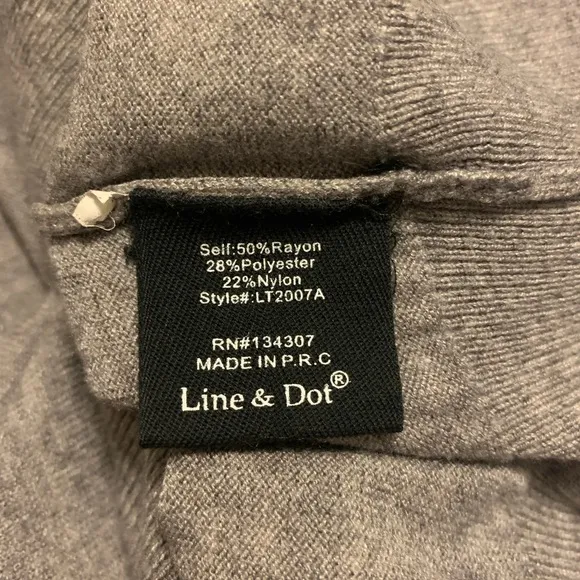 Self:50%Rayon
28%Polyester
22%Nylon
Style#:LT2007A
RN#134307
MADE IN P.R.C
Line & Dot®